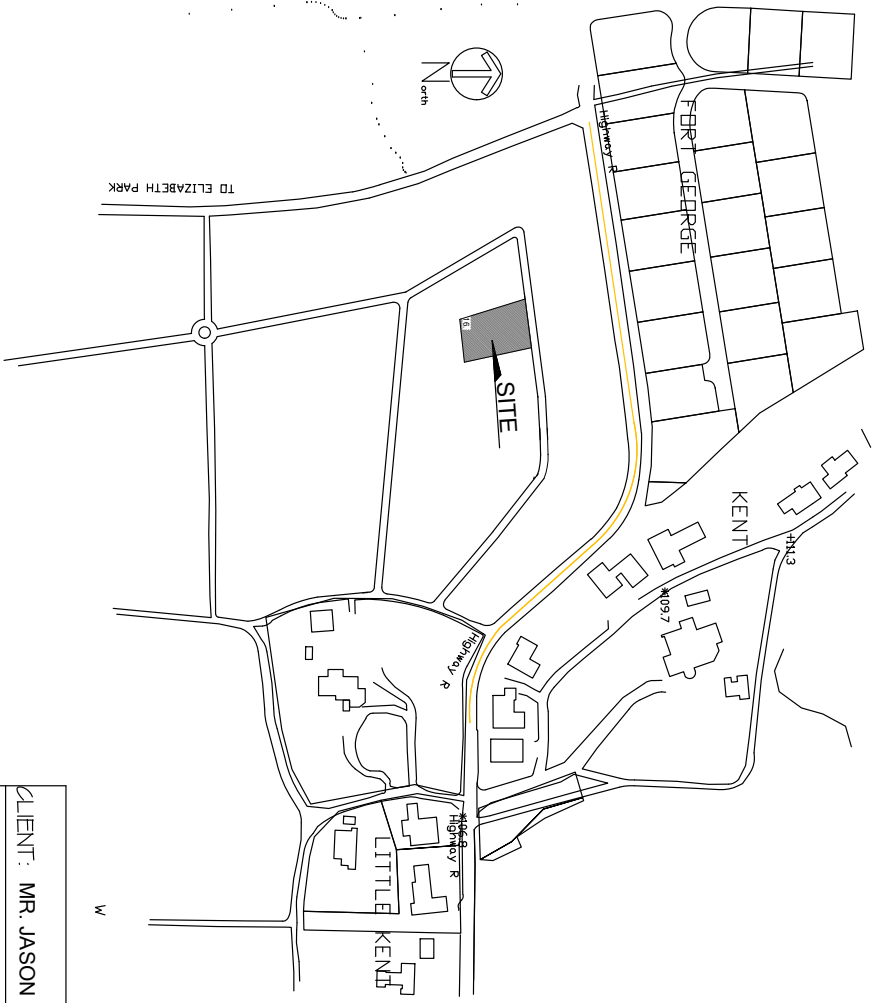 North
TO ELIZABETH PARK
Highway R
FORT GEORGE
16
SITE
KENT
+111.3
*109.7
Highway R
*106.8
Highway R
LITTLE KENT
W
CLIENT: MR. JASON